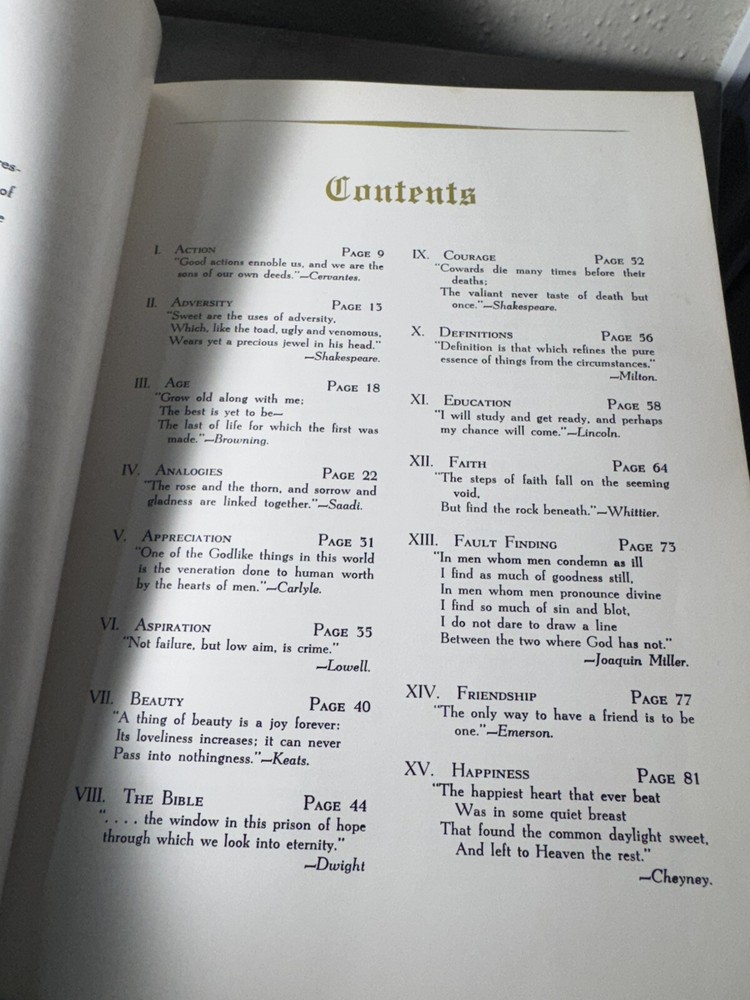 res-
of
e
Contents
I. Action Page 9
"Good actions ennoble us, and we are the
sons of our own deeds."—Cervantes.
II. Adversity Page 13
"Sweet are the uses of adversity,
Which, like the toad, ugly and venomous,
Wears yet a precious jewel in his head."
—Shakespeare.
III. Age Page 18
"Grow old along with me;
The best is yet to be—
The last of life for which the first was
made."—Browning.
IV. Analogies Page 22
"The rose and the thorn, and sorrow and
gladness are linked together."—Saadi.
V. Appreciation Page 31
"One of the Godlike things in this world
is the veneration done to human worth
by the hearts of men."—Carlyle.
VI. Aspiration Page 35
"Not failure, but low aim, is crime."
—Lowell.
VII. Beauty Page 40
"A thing of beauty is a joy forever:
Its loveliness increases; it can never
Pass into nothingness."—Keats.
VIII. The Bible Page 44
". . . . the window in this prison of hope
through which we look into eternity."
—Dwight
IX. Courage Page 52
"Cowards die many times before their
deaths;
The valiant never taste of death but
once."—Shakespeare.
X. Definitions Page 56
"Definition is that which refines the pure
essence of things from the circumstances."
—Milton.
XI. Education Page 58
"I will study and get ready, and perhaps
my chance will come."—Lincoln.
XII. Faith Page 64
"The steps of faith fall on the seeming
void,
But find the rock beneath."—Whittier.
XIII. Fault Finding Page 73
"In men whom men condemn as ill
I find as much of goodness still,
In men whom men pronounce divine
I find so much of sin and blot,
I do not dare to draw a line
Between the two where God has not."
—Joaquin Miller.
XIV. Friendship Page 77
"The only way to have a friend is to be
one."—Emerson.
XV. Happiness Page 81
"The happiest heart that ever beat
Was in some quiet breast
That found the common daylight sweet,
And left to Heaven the rest."
—Cheyney.